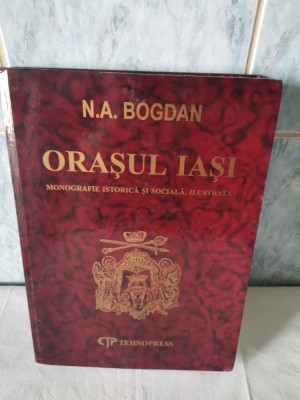 N.A. BOGDAN
ORAŞUL IAŞI
MONOGRAFIE ISTORICĂ ŞI SOCIALĂ, ILUSTRATĂ
TEHNOPRESS